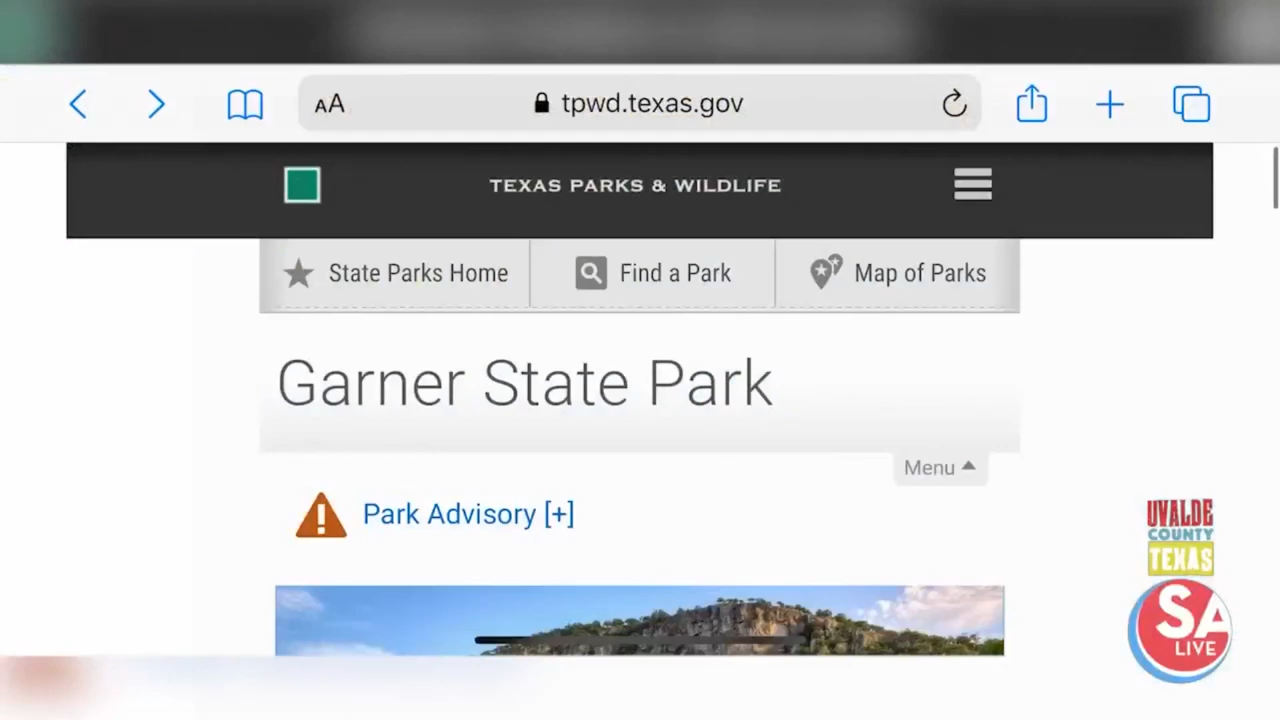 AA
tpwd.texas.gov
TEXAS PARKS & WILDLIFE
State Parks Home
Find a Park
Map of Parks
Garner State Park
Menu
Park Advisory [+]
UVALDE
COUNTY
TEXAS
SA
LIVE